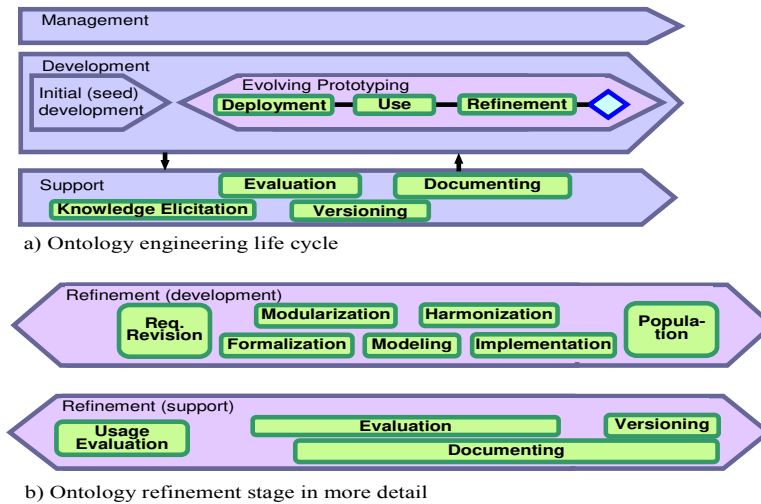 Management
Development
Initial (seed)
development
Evolving Prototyping
Deployment
Use
Refinement
Support
Evaluation
Documenting
Knowledge Elicitation
Versioning
a) Ontology engineering life cycle
Refinement (development)
Req.
Revision
Modularization
Harmonization
Formalization
Modeling
Implementation
Popula-
tion
Refinement (support)
Usage
Evaluation
Evaluation
Versioning
Documenting
b) Ontology refinement stage in more detail